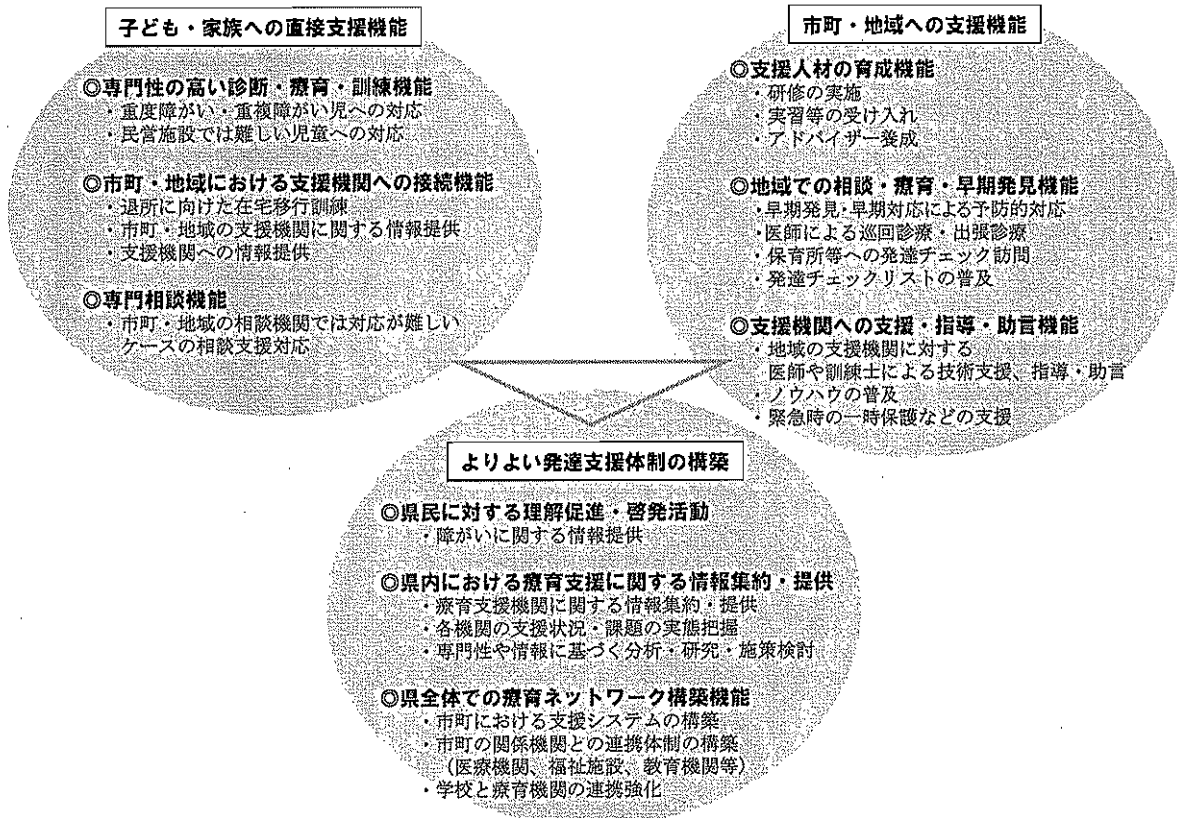 子ども・家族への直接支援機能
◎専門性の高い診断・療育・訓練機能
・重度障がい・重複障がい児への対応
・民営施設では難しい児童への対応
◎市町・地域における支援機関への接続機能
・退所に向けた在宅移行訓練
・市町・地域の支援機関に関する情報提供
・支援機関への情報提供
◎専門相談機能
・市町・地域の相談機関では対応が難しい
ケースの相談支援対応
市町・地域への支援機能
◎支援人材の育成機能
・研修の実施
・実習等の受け入れ
・アドバイザー養成
◎地域での相談・療育・早期発見機能
・早期発見・早期対応による予防的対応
・医師による巡回診療・出張診療
・保育所等への発達チェック訪問
・発達チェックリストの普及
◎支援機関への支援・指導・助言機能
・地域の支援機関に対する
医師や訓練士による技術支援、指導・助言
・ノウハウの普及
・緊急時の一時保護などの支援
よりよい発達支援体制の構築
◎県民に対する理解促進・啓発活動
・障がいに関する情報提供
◎県内における療育支援に関する情報集約・提供
・療育支援機関に関する情報集約・提供
・各機関の支援状況・課題の実態把握
・専門性や情報に基づく分析・研究・施策検討
◎県全体での療育ネットワーク構築機能
・市町における支援システムの構築
・市町の関係機関との連携体制の構築
（医療機関、福祉施設、教育機関等）
・学校と療育機関の連携強化